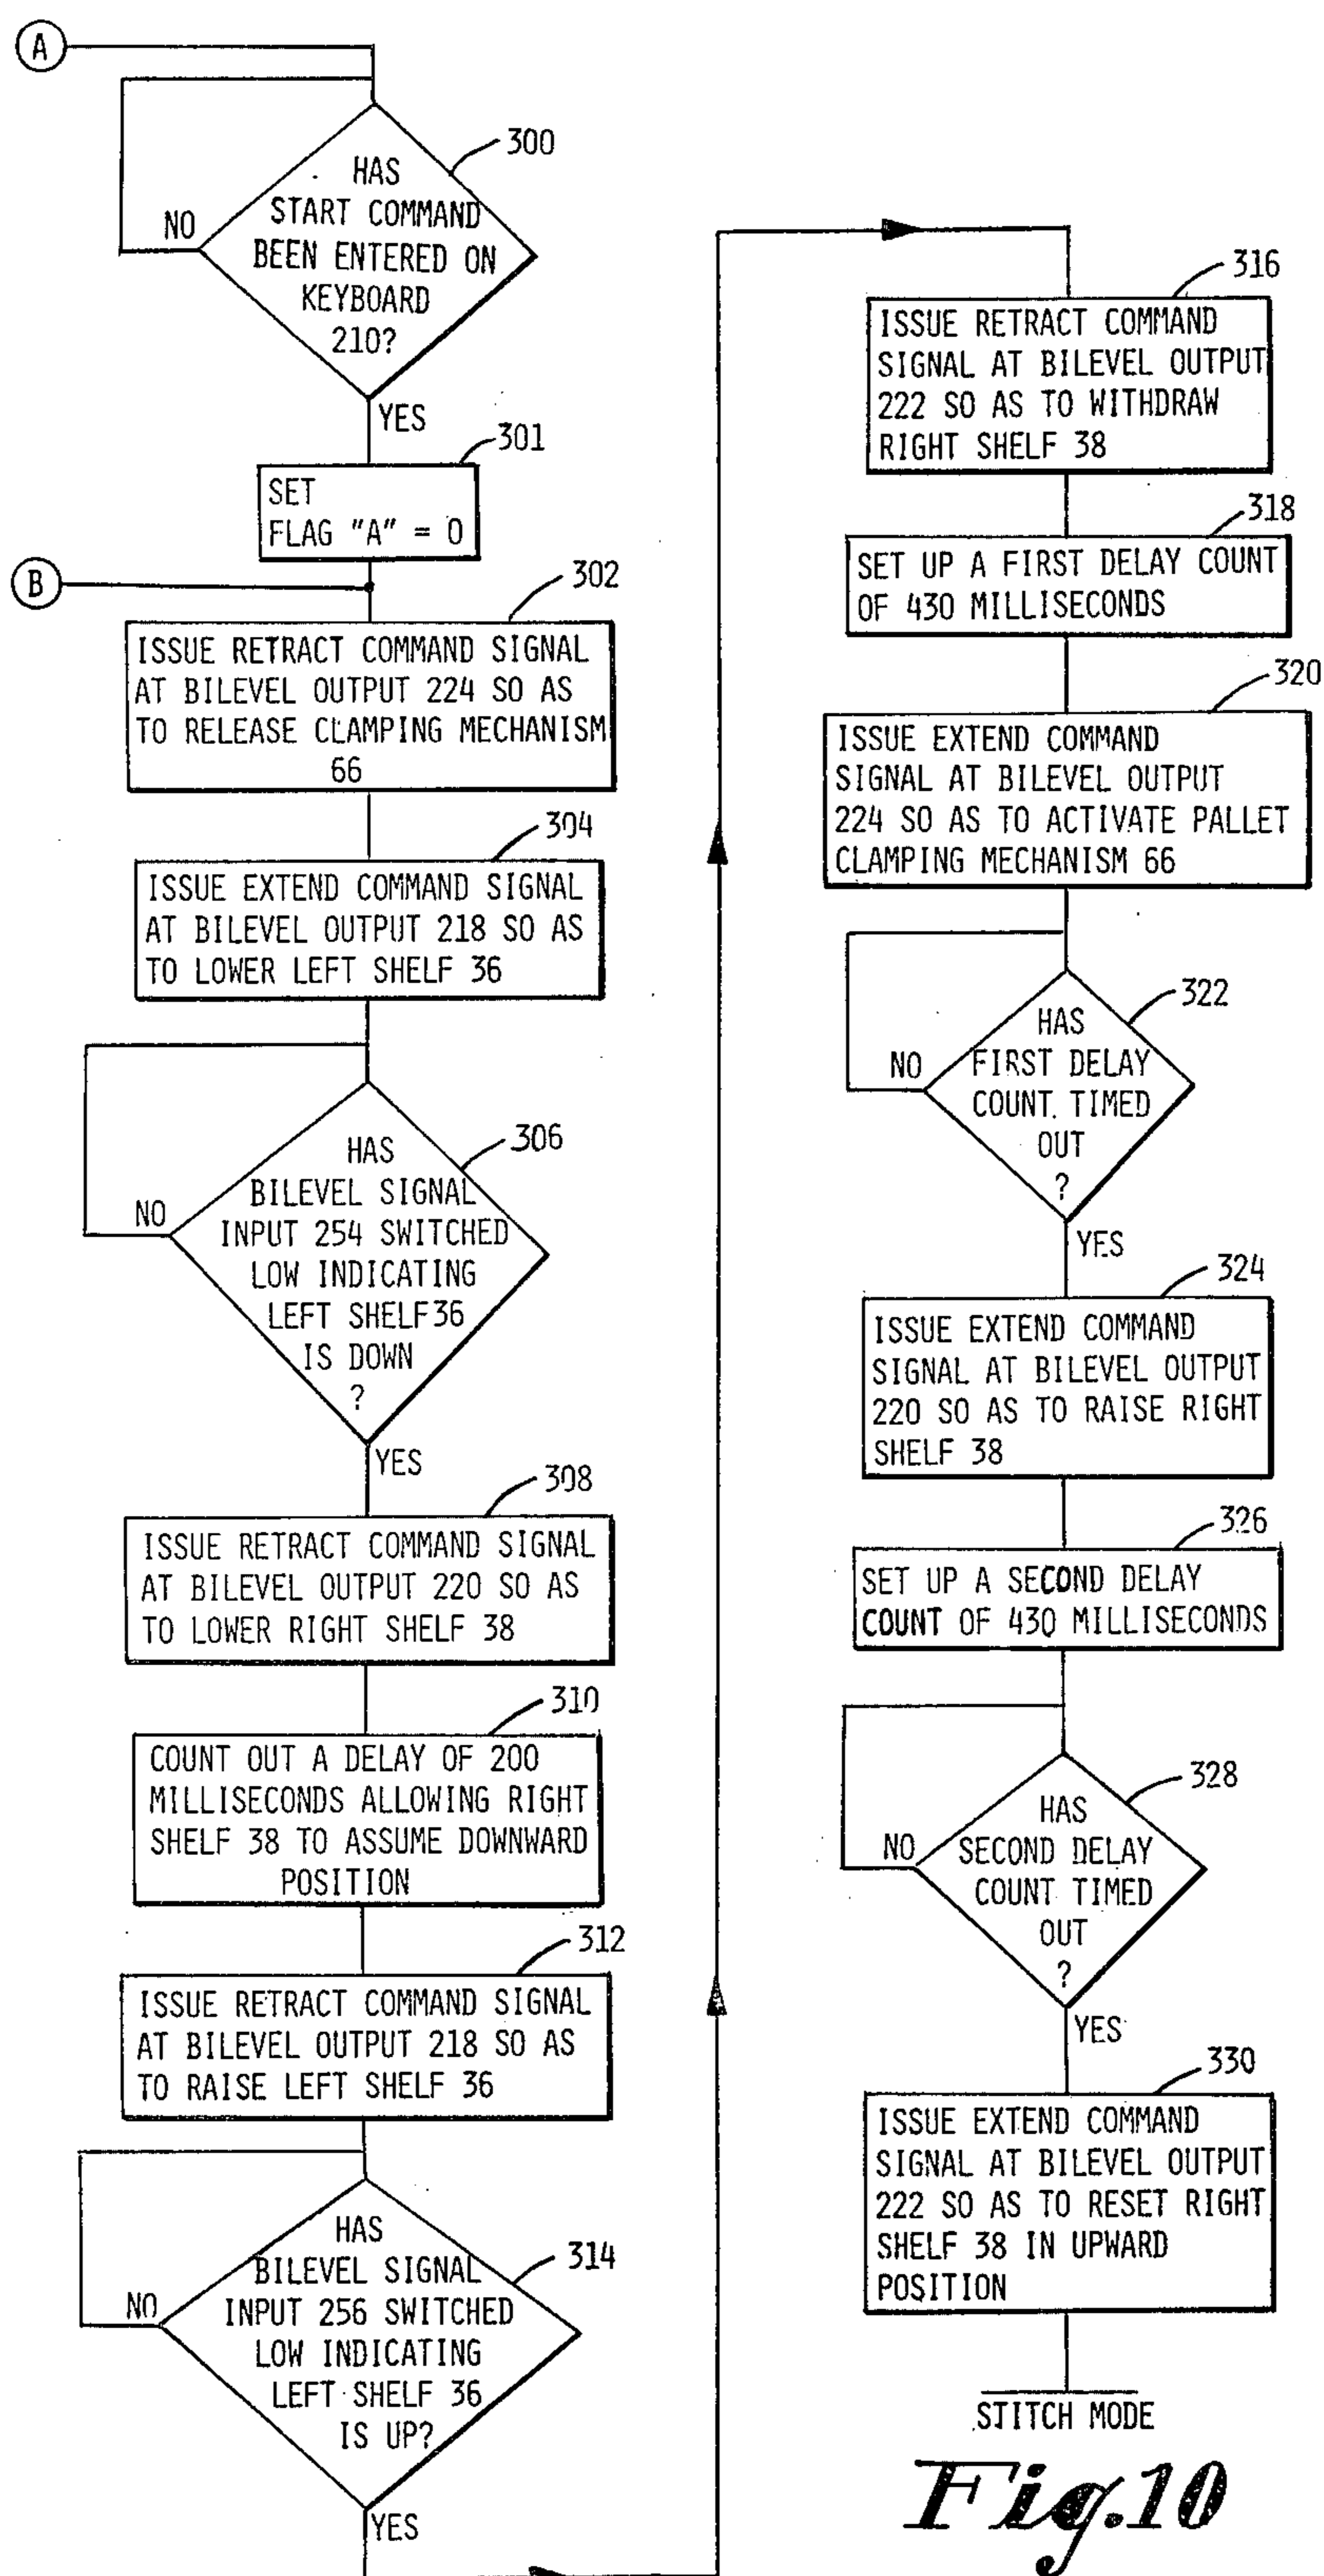 A
300
HAS
START COMMAND
BEEN ENTERED ON
KEYBOARD
210?
NO
YES
301
SET
FLAG "A" = 0
B
302
ISSUE RETRACT COMMAND SIGNAL
AT BILEVEL OUTPUT 224 SO AS
TO RELEASE CLAMPING MECHANISM
66
304
ISSUE EXTEND COMMAND SIGNAL
AT BILEVEL OUTPUT 218 SO AS
TO LOWER LEFT SHELF 36
306
HAS
BILEVEL SIGNAL
INPUT 254 SWITCHED
LOW INDICATING
LEFT SHELF36
IS DOWN
?
NO
YES
308
ISSUE RETRACT COMMAND SIGNAL
AT BILEVEL OUTPUT 220 SO AS
TO LOWER RIGHT SHELF 38
310
COUNT OUT A DELAY OF 200
MILLISECONDS ALLOWING RIGHT
SHELF 38 TO ASSUME DOWNWARD
POSITION
312
ISSUE RETRACT COMMAND SIGNAL
AT BILEVEL OUTPUT 218 SO AS
TO RAISE LEFT SHELF 36
314
HAS
BILEVEL SIGNAL
INPUT 256 SWITCHED
LOW INDICATING
LEFT SHELF 36
IS UP?
NO
YES
316
ISSUE RETRACT COMMAND
SIGNAL AT BILEVEL OUTPUT
222 SO AS TO WITHDRAW
RIGHT SHELF 38
318
SET UP A FIRST DELAY COUNT
OF 430 MILLISECONDS
320
ISSUE EXTEND COMMAND
SIGNAL AT BILEVEL OUTPUT
224 SO AS TO ACTIVATE PALLET
CLAMPING MECHANISM 66
322
HAS
FIRST DELAY
COUNT TIMED
OUT
?
NO
YES
324
ISSUE EXTEND COMMAND
SIGNAL AT BILEVEL OUTPUT
220 SO AS TO RAISE RIGHT
SHELF 38
326
SET UP A SECOND DELAY
COUNT OF 430 MILLISECONDS
328
HAS
SECOND DELAY
COUNT TIMED
OUT
?
NO
YES
330
ISSUE EXTEND COMMAND
SIGNAL AT BILEVEL OUTPUT
222 SO AS TO RESET RIGHT
SHELF 38 IN UPWARD
POSITION
STITCH MODE
Fig.10